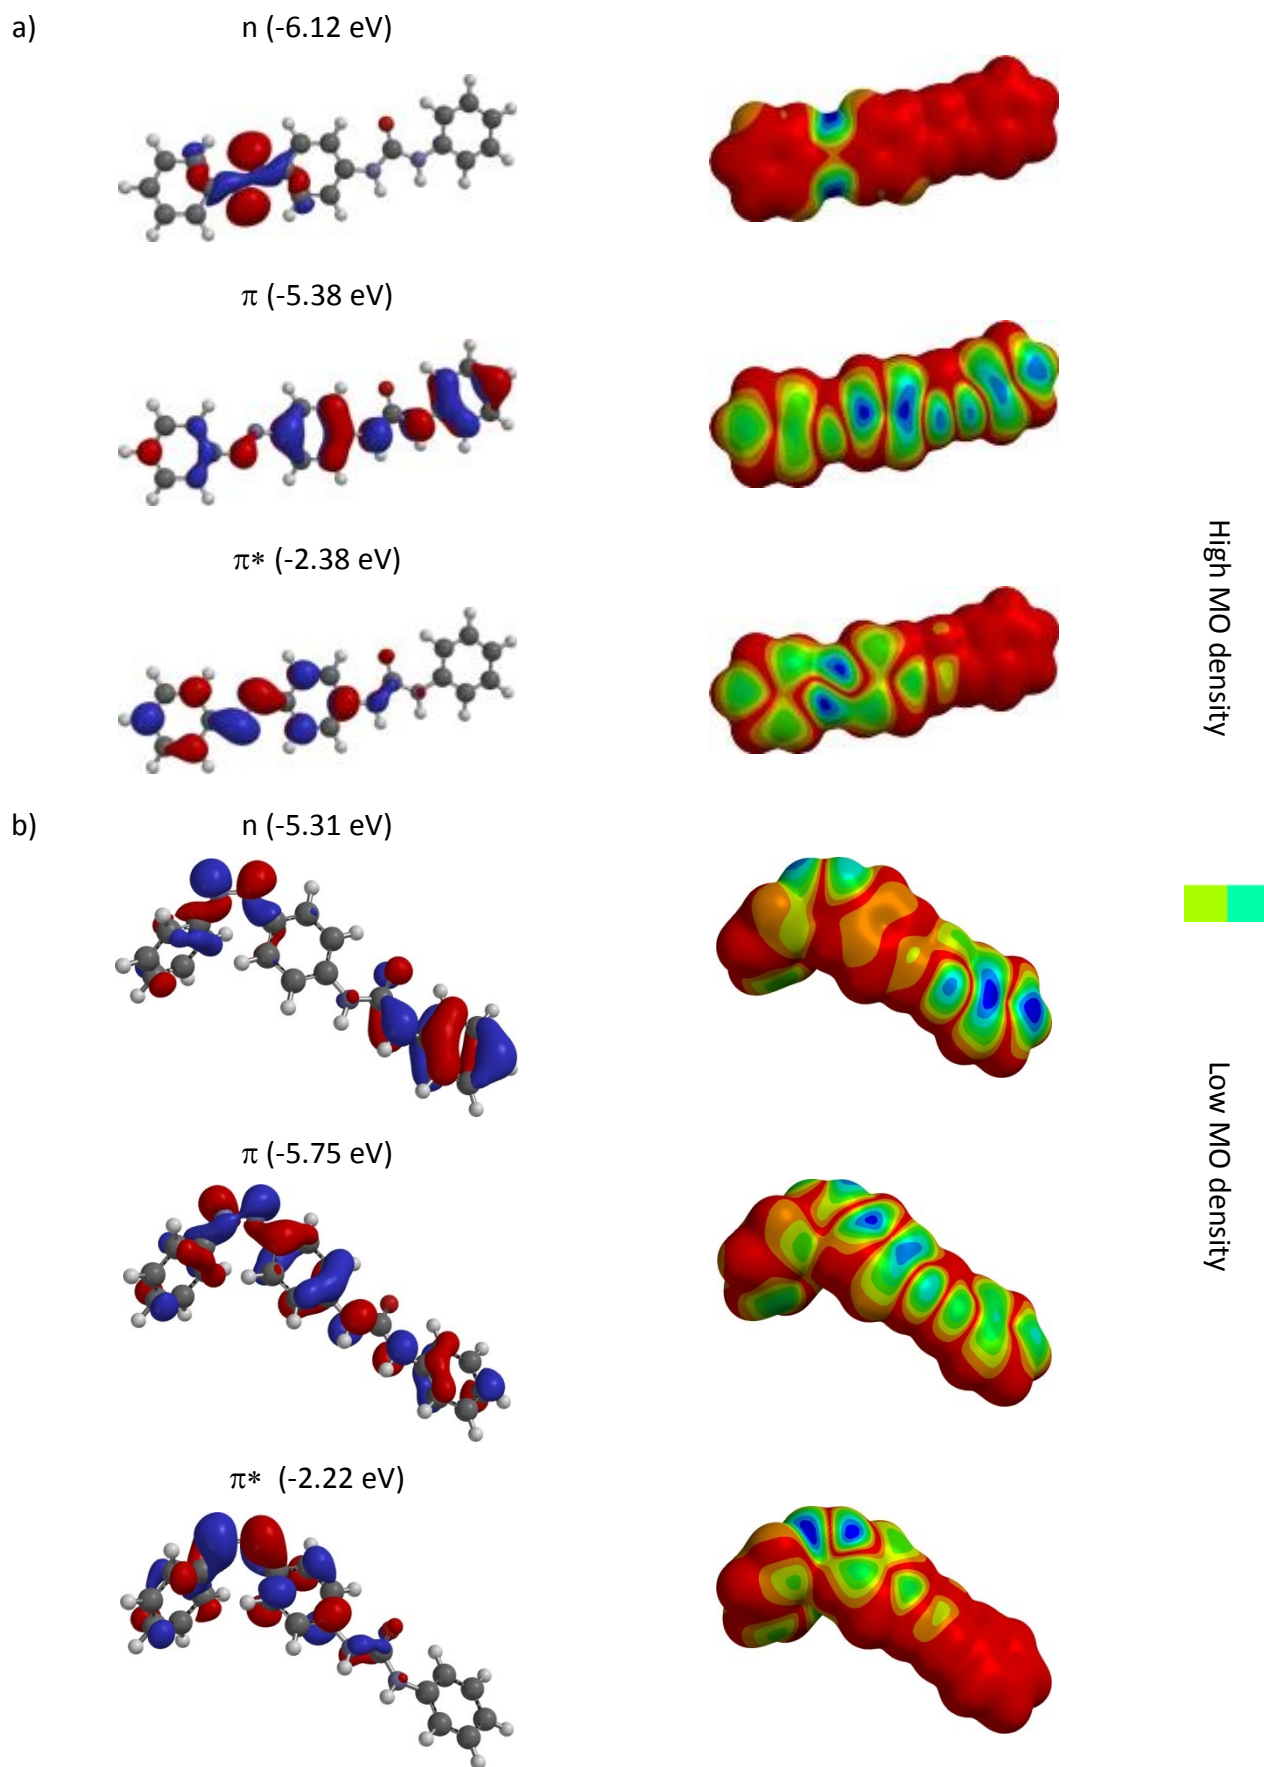 a)
n (-6.12 eV)
π (-5.38 eV)
π* (-2.38 eV)
b)
n (-5.31 eV)
π (-5.75 eV)
π* (-2.22 eV)
High MO density
Low MO density